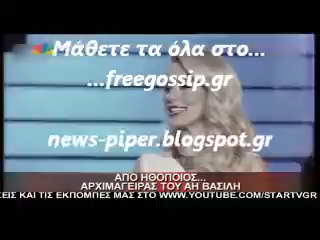 Μάθετε τα όλα στο...
...freegossip.gr
news-piper.blogspot.gr
ΑΠΟ ΗΘΟΠΟΙΟΣ...
ΑΡΧΙΜΑΓΕΙΡΑΣ ΤΟΥ ΑΗ ΒΑΣΙΛΗ
ΕΙΣ ΚΑΙ ΤΙΣ ΕΚΠΟΜΠΕΣ ΜΑΣ ΣΤΟ WWW.YOUTUBE.COM/STARTVGR